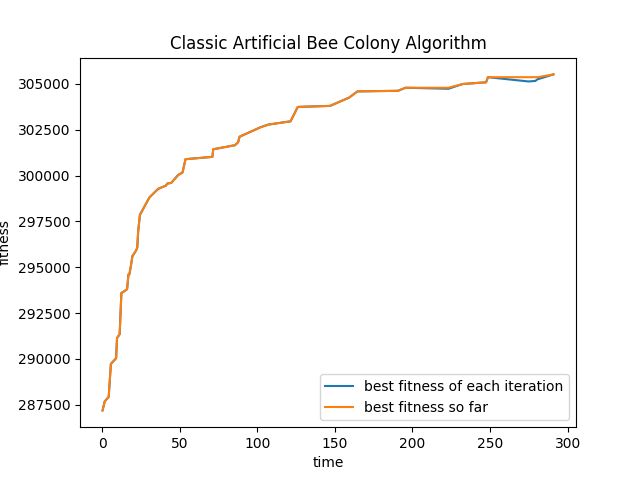 Classic Artificial Bee Colony Algorithm
305000
302500
300000
297500
295000
292500
290000
287500
fitness
best fitness of each iteration
best fitness so far
0 50 100 150 200 250 300
time